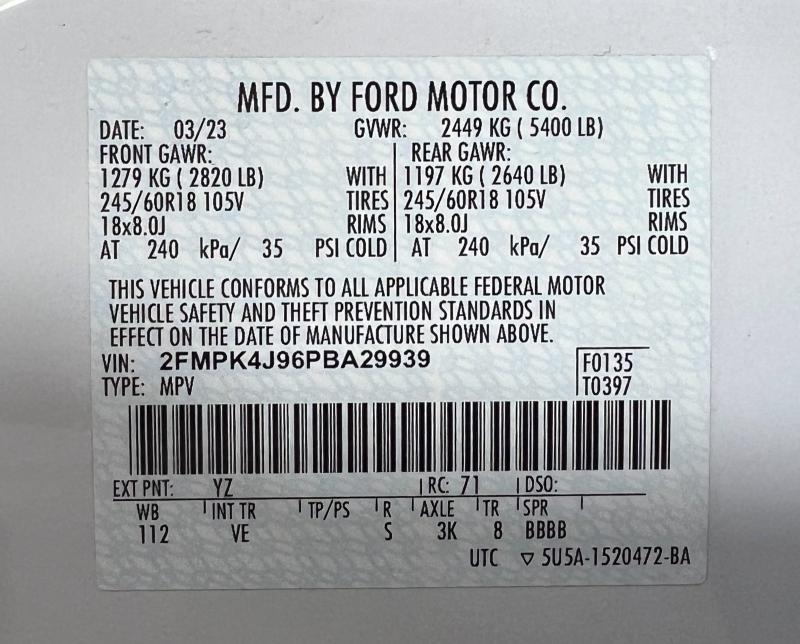 MFD. BY FORD MOTOR CO.
DATE: 03/23 GVWR: 2449 KG ( 5400 LB)
FRONT GAWR: REAR GAWR:
1279 KG ( 2820 LB) WITH 1197 KG ( 2640 LB) WITH
245/60R18 105V TIRES 245/60R18 105V TIRES
18x8.0J RIMS 18x8.0J RIMS
AT 240 kPa/ 35 PSI COLD AT 240 kPa/ 35 PSI COLD
THIS VEHICLE CONFORMS TO ALL APPLICABLE FEDERAL MOTOR
VEHICLE SAFETY AND THEFT PREVENTION STANDARDS IN
EFFECT ON THE DATE OF MANUFACTURE SHOWN ABOVE.
VIN: 2FMPK4J96PBA29939 F0135
TYPE: MPV T0397
EXT PNT: YZ RC: 71 DSO:
WB INT TR TP/PS R AXLE TR SPR
112 VE S 3K 8 BBBB
UTC ▽ 5U5A-1520472-BA